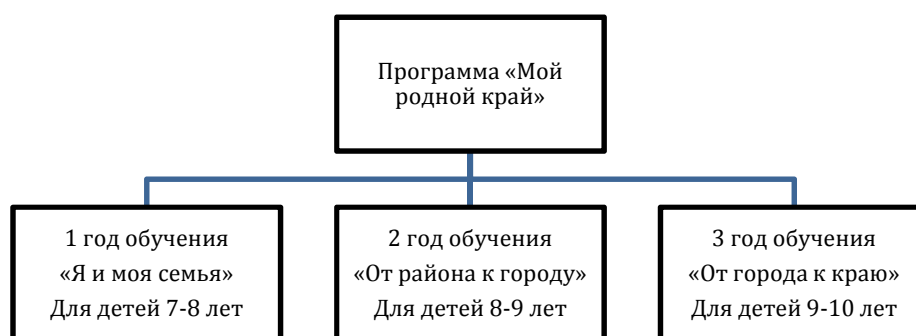 Программа «Мой
родной край»
1 год обучения
«Я и моя семья»
Для детей 7-8 лет
2 год обучения
«От района к городу»
Для детей 8-9 лет
3 год обучения
«От города к краю»
Для детей 9-10 лет